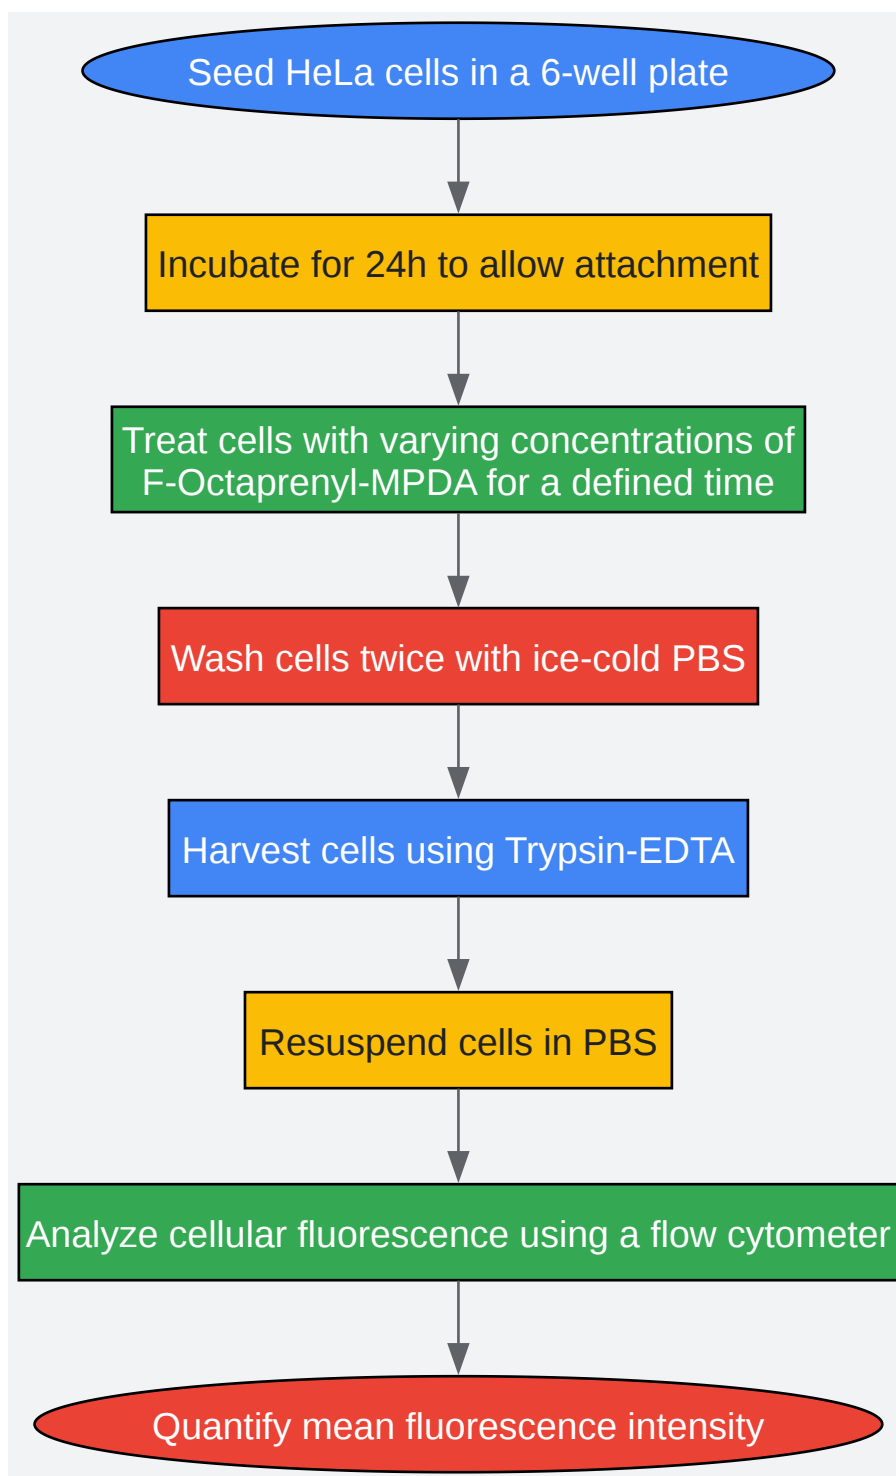 Seed HeLa cells in a 6-well plate
Incubate for 24h to allow attachment
Treat cells with varying concentrations of
F-Octaprenyl-MPDA for a defined time
Wash cells twice with ice-cold PBS
Harvest cells using Trypsin-EDTA
Resuspend cells in PBS
Analyze cellular fluorescence using a flow cytometer
Quantify mean fluorescence intensity